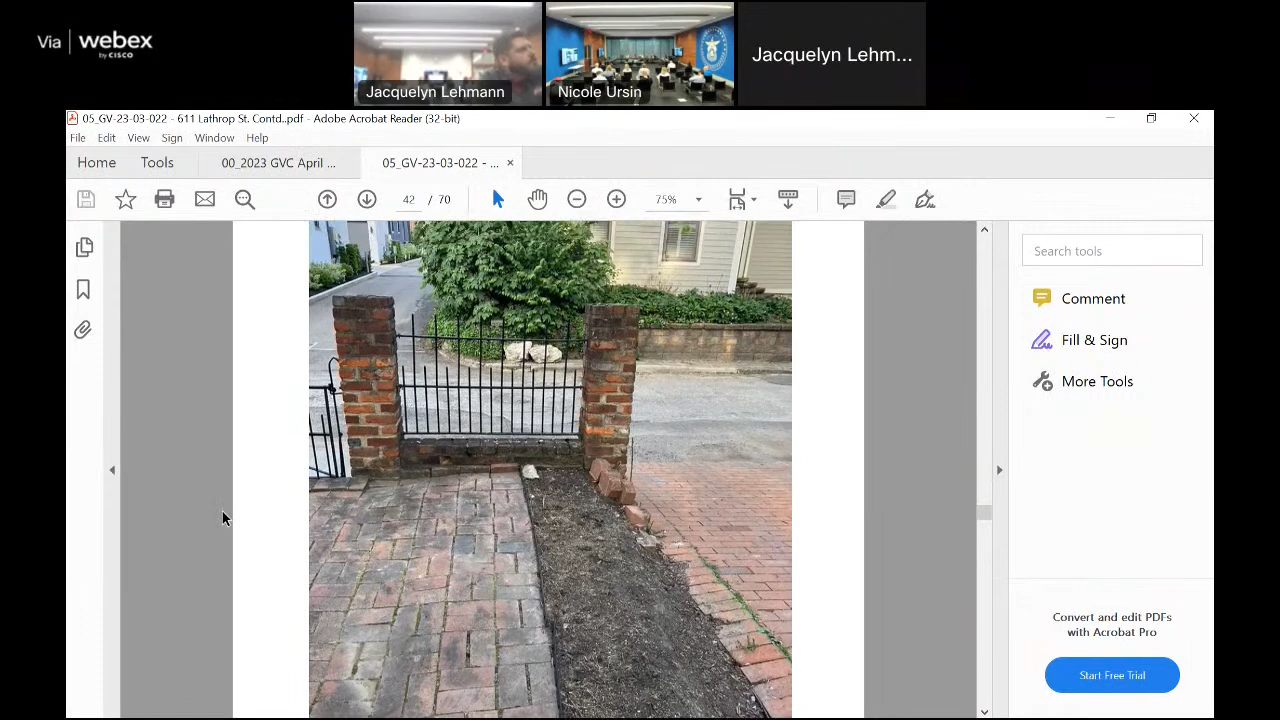 Via webex
by CISCO
Jacquelyn Lehmann
Nicole Ursin
Jacquelyn Lehm...
05_GV-23-03-022 - 611 Lathrop St. Contd..pdf - Adobe Acrobat Reader (32-bit)
File Edit View Sign Window Help
Home Tools 00_2023 GVC April ... 05_GV-23-03-022 - ... ×
42 / 70 75%
Search tools
Comment
Fill & Sign
More Tools
Convert and edit PDFs
with Acrobat Pro
Start Free Trial